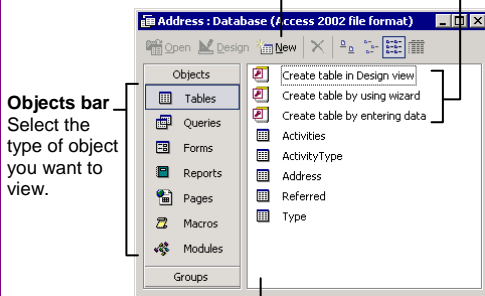 Address : Database (Access 2002 file format)
Open Design New
Objects
Tables
Queries
Forms
Reports
Pages
Macros
Modules
Groups
Create table in Design view
Create table by using wizard
Create table by entering data
Activities
ActivityType
Address
Referred
Type
Objects bar
Select the
type of object
you want to
view.